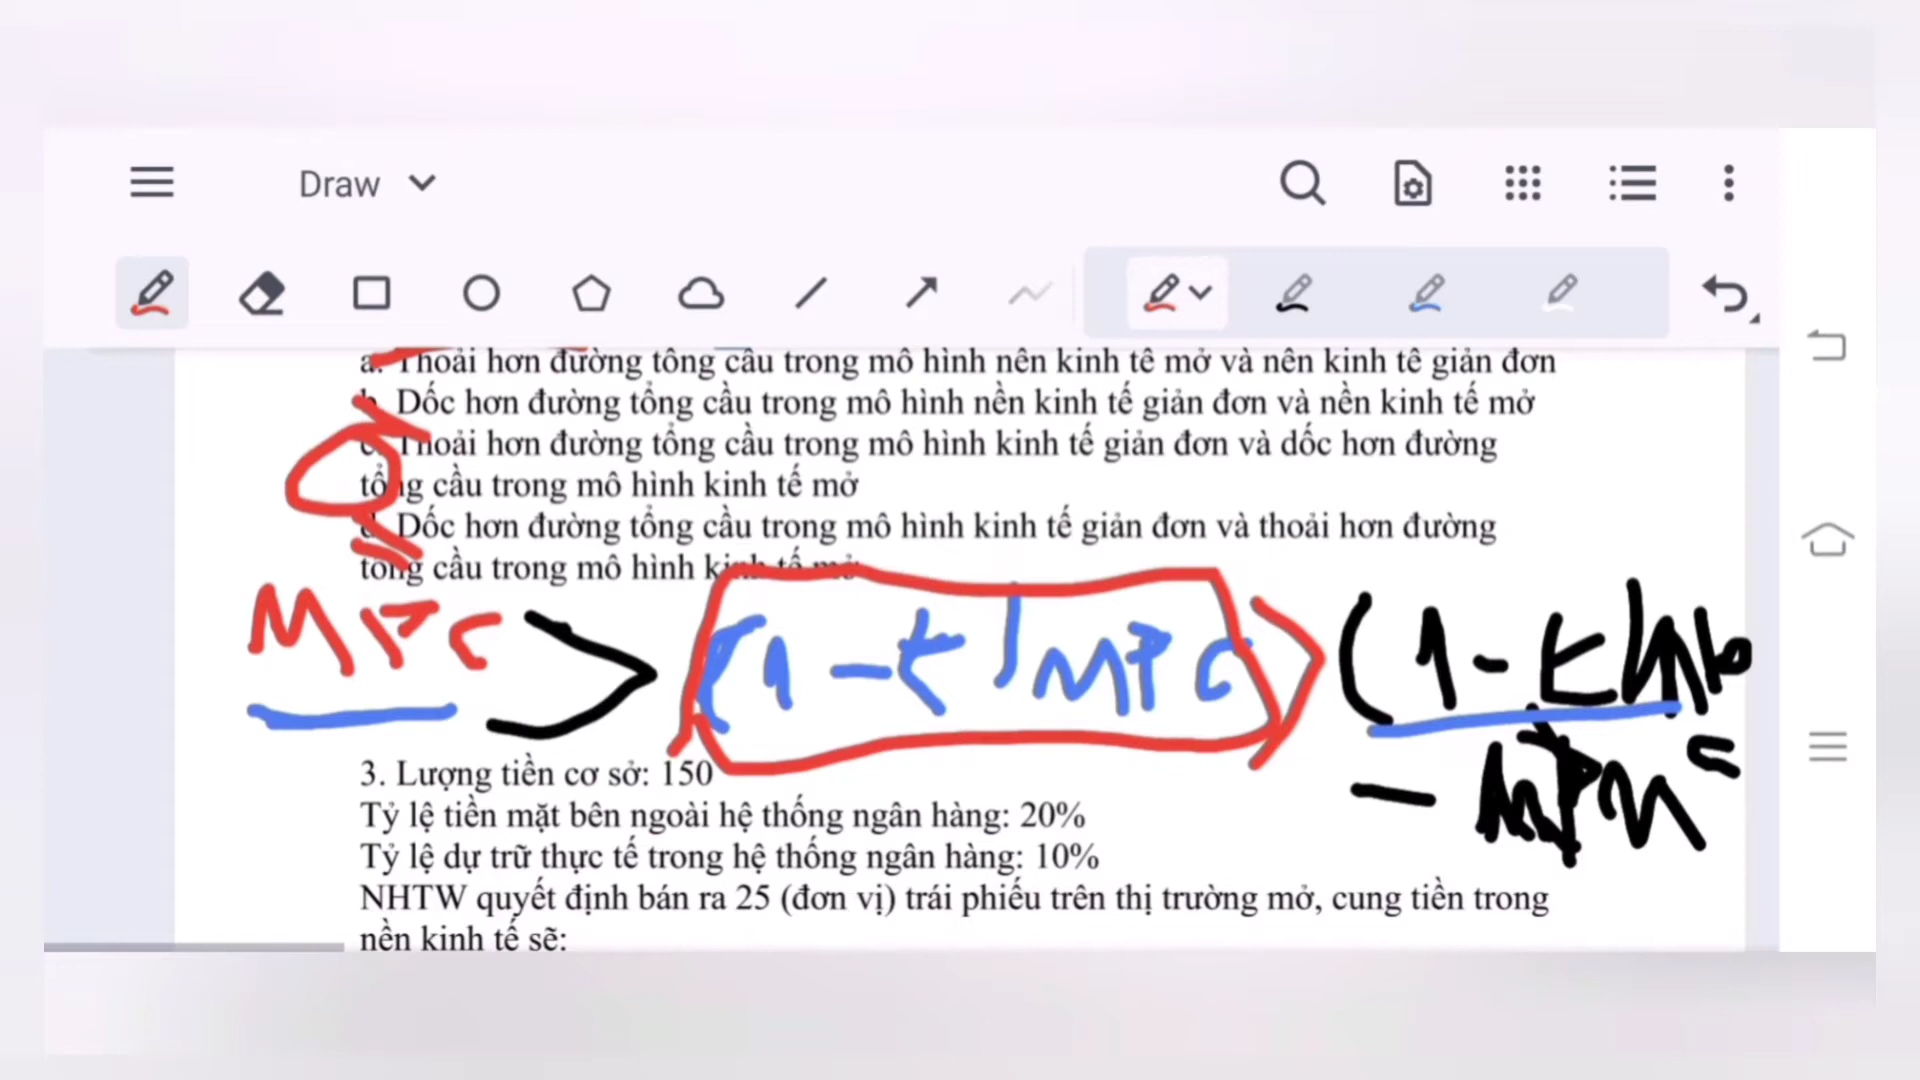 Draw
a. Thoải hơn đường tổng cầu trong mô hình nền kinh tế mở và nền kinh tế giản đơn
b. Dốc hơn đường tổng cầu trong mô hình nền kinh tế giản đơn và nền kinh tế mở
c. Thoải hơn đường tổng cầu trong mô hình kinh tế giản đơn và dốc hơn đường
tổng cầu trong mô hình kinh tế mở
d. Dốc hơn đường tổng cầu trong mô hình kinh tế giản đơn và thoải hơn đường
tổng cầu trong mô hình kinh tế mở
MPC > (1-t)MPC > (1-t)MPC
- MPM
3. Lượng tiền cơ sở: 150
Tỷ lệ tiền mặt bên ngoài hệ thống ngân hàng: 20%
Tỷ lệ dự trữ thực tế trong hệ thống ngân hàng: 10%
NHTW quyết định bán ra 25 (đơn vị) trái phiếu trên thị trường mở, cung tiền trong
nền kinh tế sẽ: